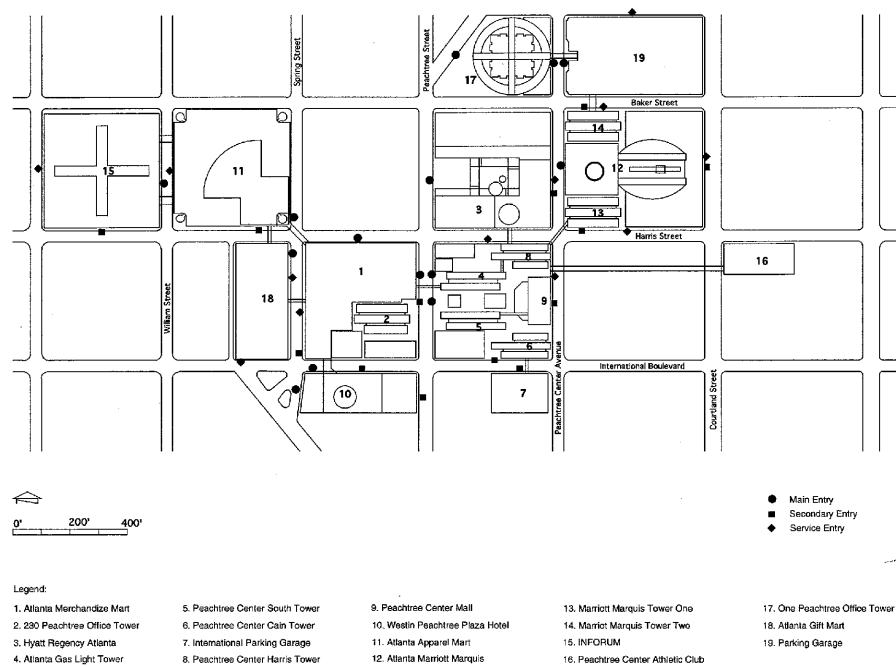 19
17
Baker Street
Spring Street
Peachtree Street
14
15
11
12
3
13
Harris Street
1
4
8
16
18
9
2
5
6
William Street
International Boulevard
10
7
Peachtree Center Avenue
Courtland Street
0' 200' 400'
Main Entry
Secondary Entry
Service Entry
Legend:
1. Atlanta Merchandize Mart
2. 230 Peachtree Office Tower
3. Hyatt Regency Atlanta
4. Atlanta Gas Light Tower
5. Peachtree Center South Tower
6. Peachtree Center Cain Tower
7. International Parking Garage
8. Peachtree Center Harris Tower
9. Peachtree Center Mall
10. Westin Peachtree Plaza Hotel
11. Atlanta Apparel Mart
12. Atlanta Marriott Marquis
13. Marriott Marquis Tower One
14. Marriot Marquis Tower Two
15. INFORUM
16. Peachtree Center Athletic Club
17. One Peachtree Office Tower
18. Atlanta Gift Mart
19. Parking Garage